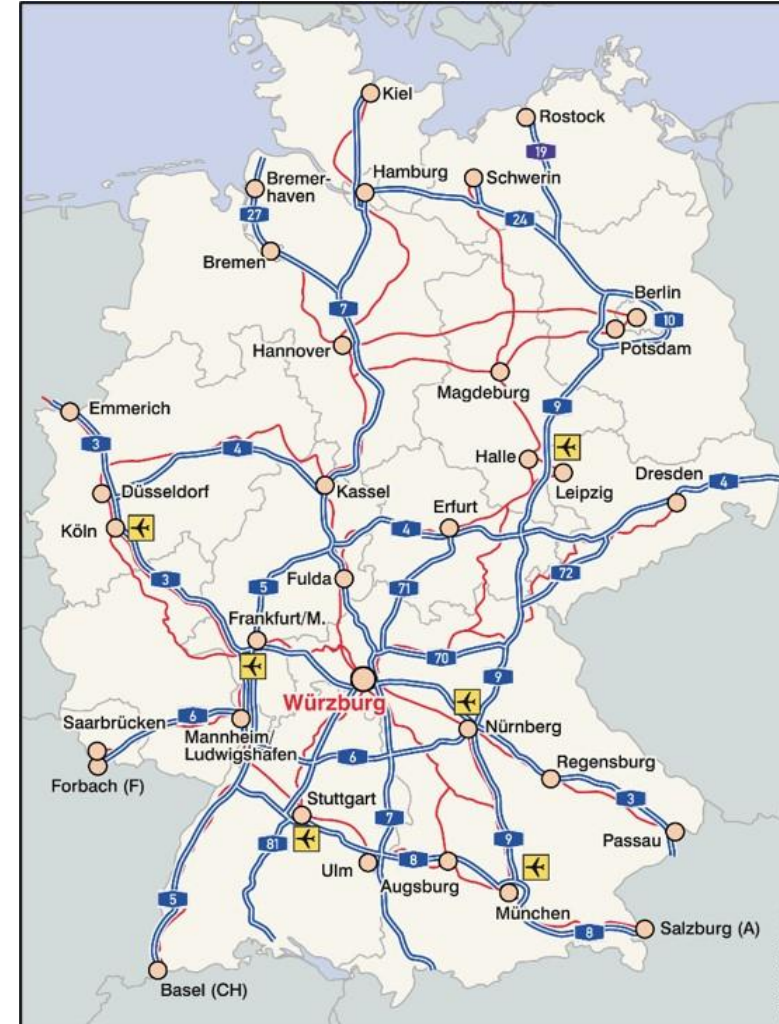 Kiel
Rostock
19
Bremer-
haven
Hamburg
Schwerin
27
24
Bremen
Berlin
7
10
Hannover
Potsdam
Magdeburg
Emmerich
9
3
4
Halle
Düsseldorf
Kassel
Leipzig
Dresden
4
Köln
Erfurt
4
3
5
Fulda
71
72
Frankfurt/M.
70
9
Würzburg
Saarbrücken
6
Mannheim/
Ludwigshafen
Nürnberg
6
Regensburg
Forbach (F)
Stuttgart
7
3
81
9
Passau
Ulm
8
Augsburg
5
München
8
Salzburg (A)
Basel (CH)